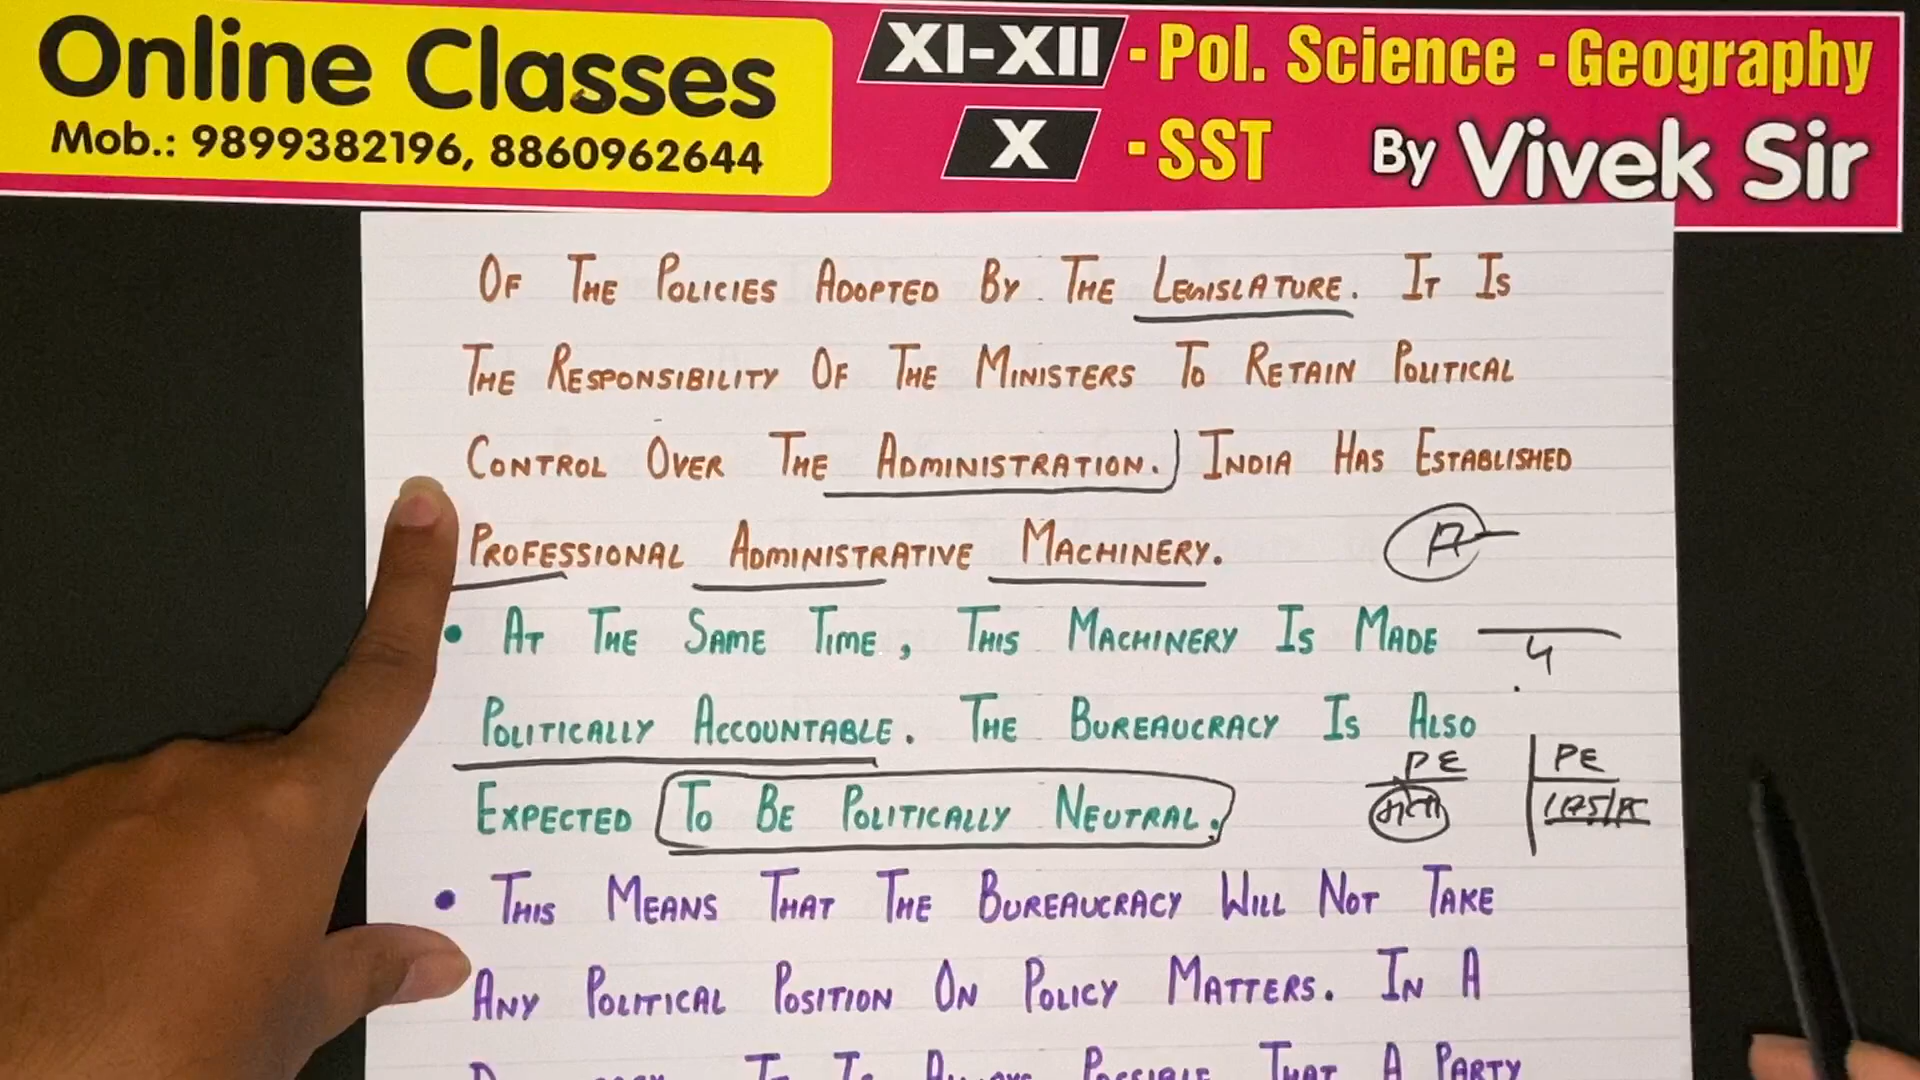 Online Classes
Mob.: 9899382196, 8860962644
XI-XII - Pol. Science - Geography
X - SST By Vivek Sir
OF THE POLICIES ADOPTED BY THE LEGISLATURE. IT IS
THE RESPONSIBILITY OF THE MINISTERS TO RETAIN POLITICAL
CONTROL OVER THE ADMINISTRATION. INDIA HAS ESTABLISHED
PROFESSIONAL ADMINISTRATIVE MACHINERY.
• AT THE SAME TIME, THIS MACHINERY IS MADE
POLITICALLY ACCOUNTABLE. THE BUREAUCRACY IS ALSO
PE PE
EXPECTED TO BE POLITICALLY NEUTRAL.
• THIS MEANS THAT THE BUREAUCRACY WILL NOT TAKE
ANY POLITICAL POSITION ON POLICY MATTERS. IN A
THAT A PARTY